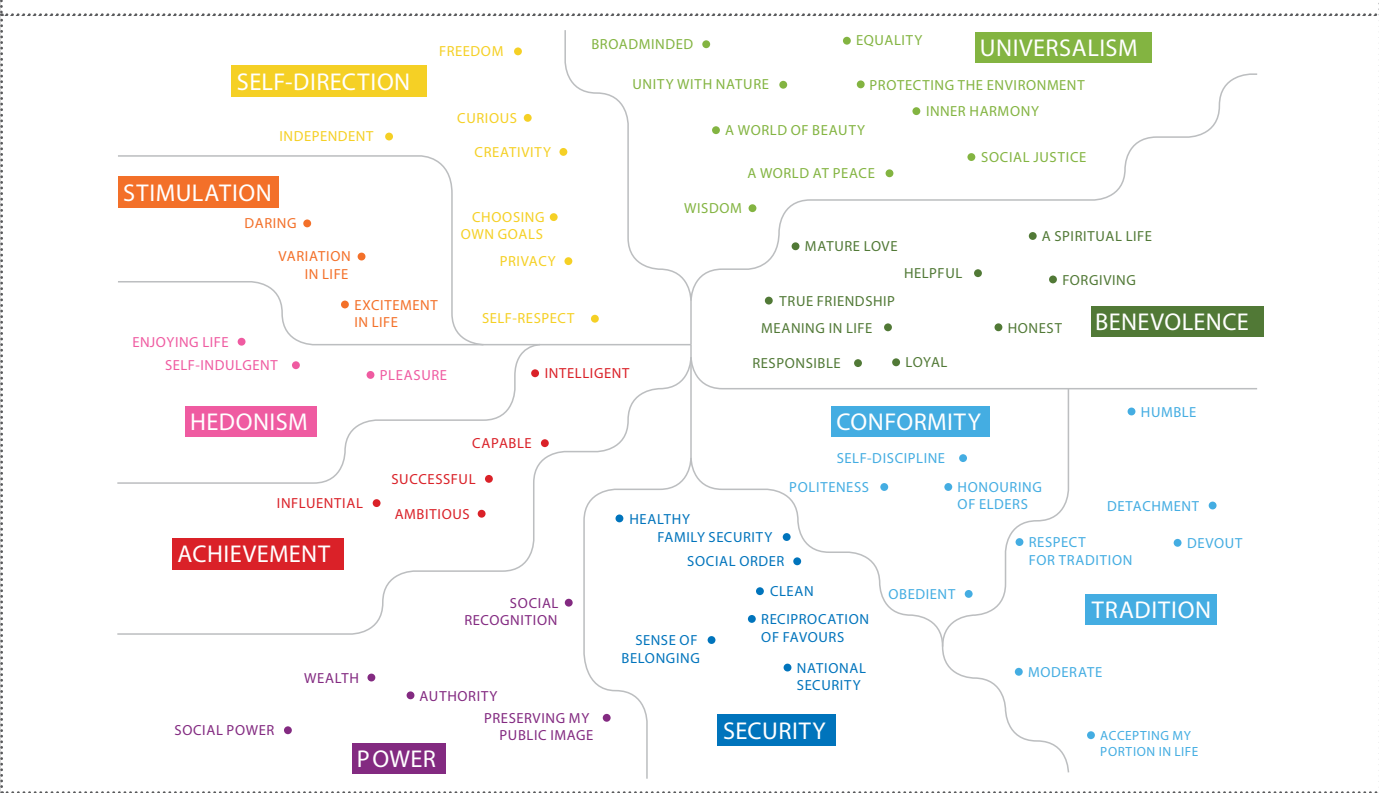 SELF-DIRECTION
FREEDOM
CURIOUS
INDEPENDENT
CREATIVITY
CHOOSING
OWN GOALS
PRIVACY
SELF-RESPECT
UNIVERSALISM
BROADMINDED
EQUALITY
UNITY WITH NATURE
PROTECTING THE ENVIRONMENT
INNER HARMONY
A WORLD OF BEAUTY
SOCIAL JUSTICE
A WORLD AT PEACE
WISDOM
STIMULATION
DARING
VARIATION
IN LIFE
EXCITEMENT
IN LIFE
MATURE LOVE
A SPIRITUAL LIFE
HELPFUL
FORGIVING
TRUE FRIENDSHIP
MEANING IN LIFE
HONEST
BENEVOLENCE
RESPONSIBLE
LOYAL
ENJOYING LIFE
SELF-INDULGENT
PLEASURE
HEDONISM
INTELLIGENT
CAPABLE
SUCCESSFUL
INFLUENTIAL
AMBITIOUS
ACHIEVEMENT
CONFORMITY
SELF-DISCIPLINE
POLITENESS
HONOURING
OF ELDERS
OBEDIENT
HUMBLE
DETACHMENT
RESPECT
FOR TRADITION
DEVOUT
TRADITION
MODERATE
ACCEPTING MY
PORTION IN LIFE
HEALTHY
FAMILY SECURITY
SOCIAL ORDER
CLEAN
RECIPROCATION
OF FAVOURS
SENSE OF
BELONGING
NATIONAL
SECURITY
SECURITY
SOCIAL
RECOGNITION
WEALTH
AUTHORITY
PRESERVING MY
PUBLIC IMAGE
SOCIAL POWER
POWER